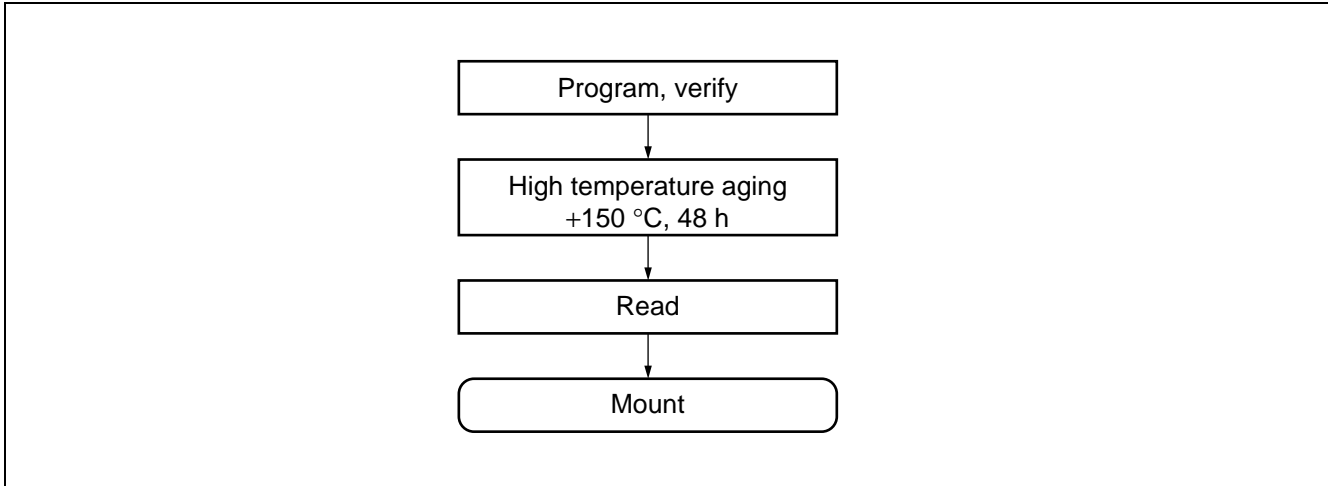 Program, verify
High temperature aging
+150 °C, 48 h
Read
Mount